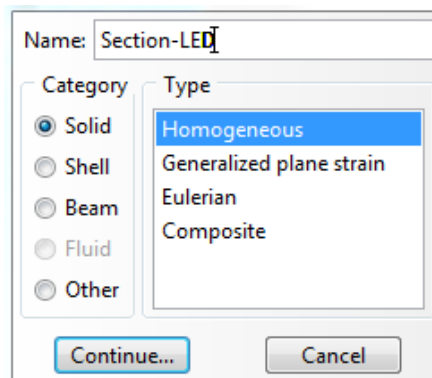 Name: Section-LED
Category
Type
Solid
Shell
Beam
Fluid
Other
Homogeneous
Generalized plane strain
Eulerian
Composite
Continue...
Cancel